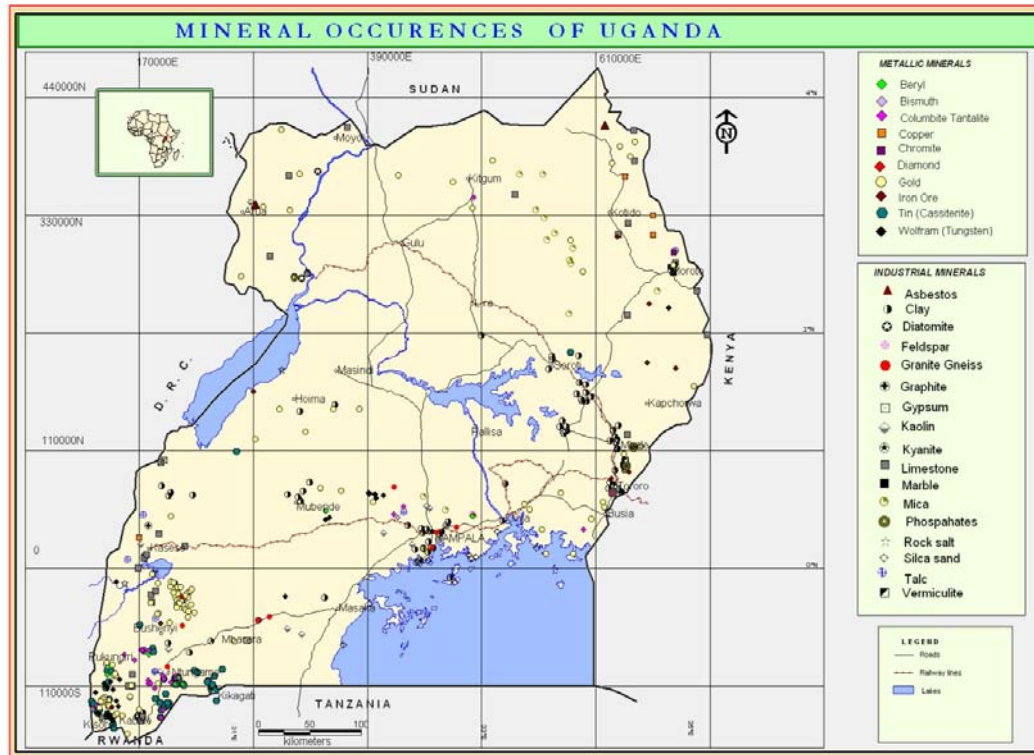 MINERAL OCCURENCES OF UGANDA
170000E
390000E
610000E
440000N
SUDAN
4°N
N
Moyo
Kitgum
Arua
Kotido
330000N
Gulu
Moroto
Lira
2°N
KENYA
D. R. C.
Masindi
Soroti
Hoima
Kapchorwa
Pallisa
110000N
Mbale
Tororo
Mubende
Busia
KAMPALA
0
Kasese
0°N
Masaka
Bushenyi
Mbarara
Rukungiri
Ntungamo
110000S
Kikagati
Kabale
TANZANIA
RWANDA
0 50 100
kilometers
METALLIC MINERALS
Beryl
Bismuth
Columbite Tantalite
Copper
Chromite
Diamond
Gold
Iron Ore
Tin (Cassiterite)
Wolfram (Tungsten)
INDUSTRIAL MINERALS
Asbestos
Clay
Diatomite
Feldspar
Granite Gneiss
Graphite
Gypsum
Kaolin
Kyanite
Limestone
Marble
Mica
Phospahates
Rock salt
Silca sand
Talc
Vermiculite
LEGEND
Roads
Railway lines
Lakes